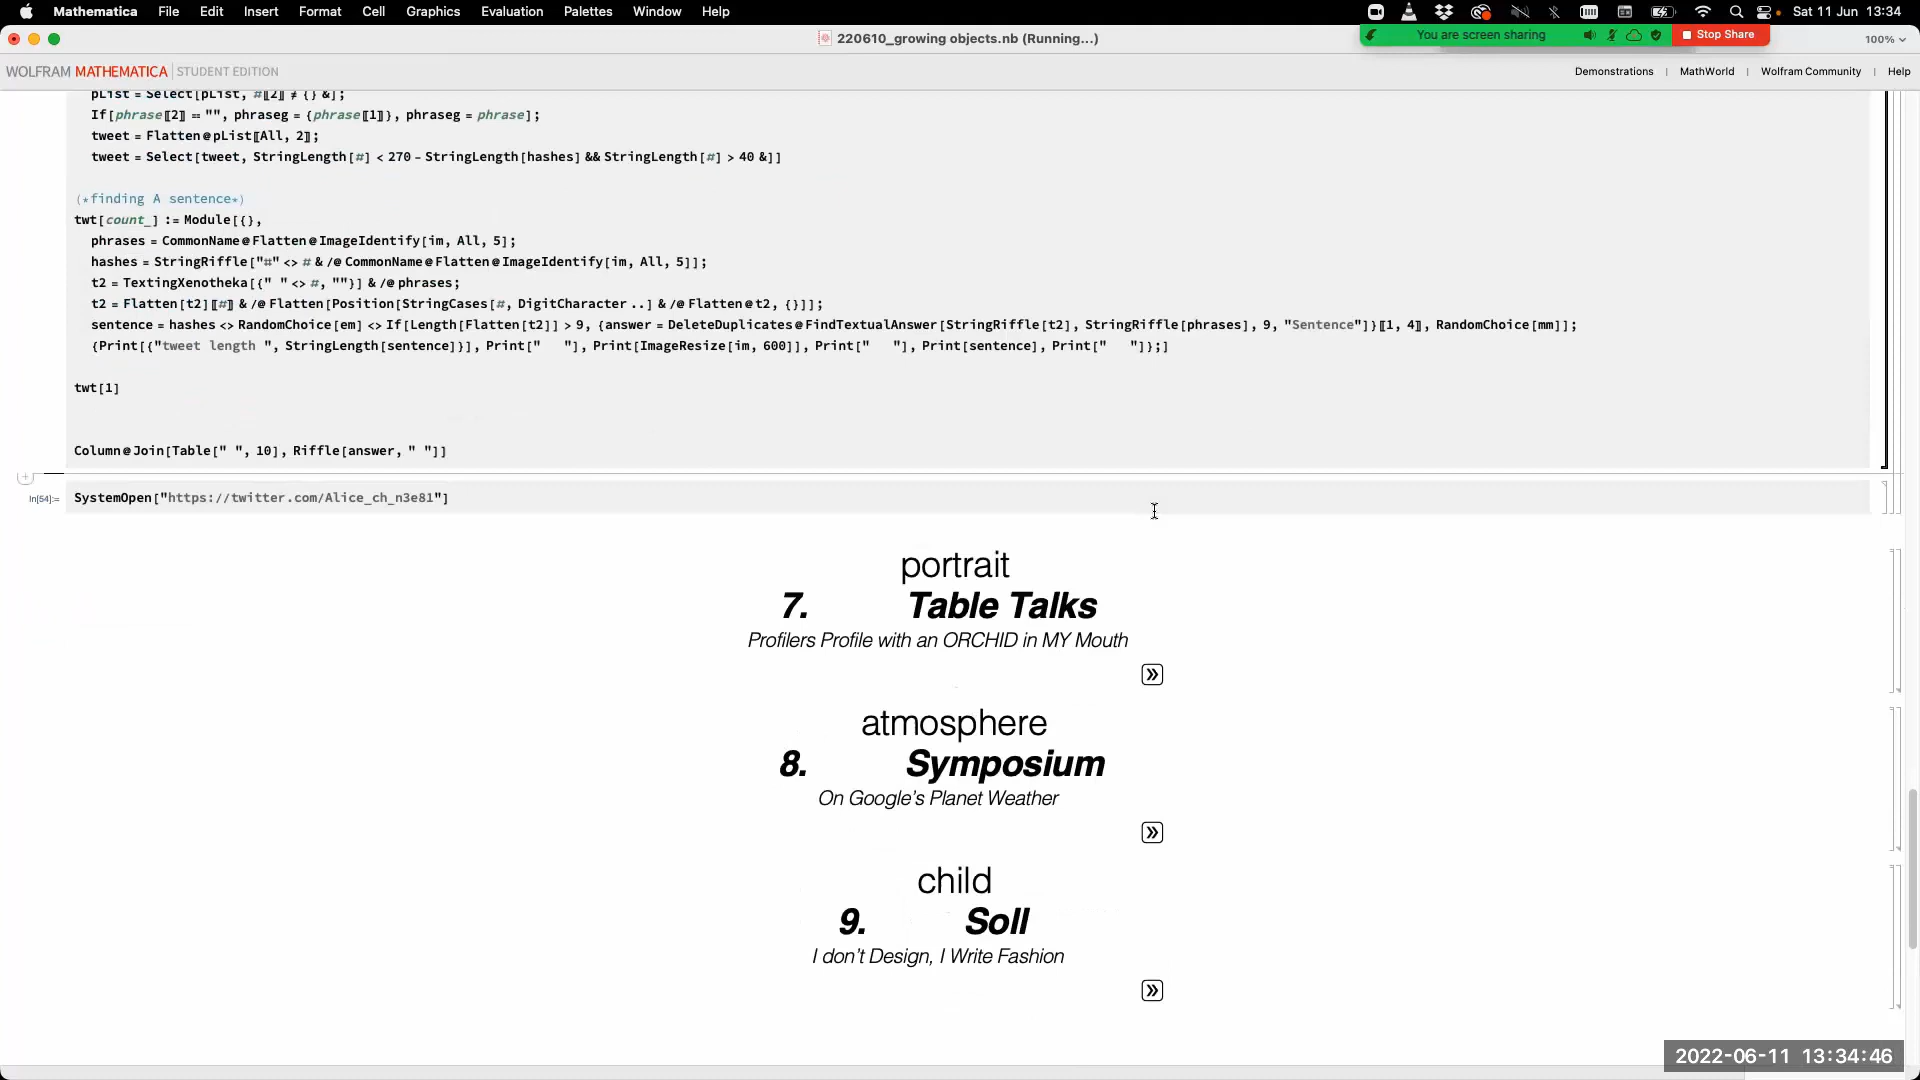 Mathematica File Edit Insert Format Cell Graphics Evaluation Palettes Window Help Sat 11 Jun 13:34
220610_growing objects.nb (Running...) You are screen sharing Stop Share 100%
WOLFRAM MATHEMATICA STUDENT EDITION Demonstrations MathWorld Wolfram Community Help
pList = Select[pList, #〚2〛 ≠ {} &];
If[phrase〚2〛 == "", phraseg = {phrase〚1〛}, phraseg = phrase];
tweet = Flatten@pList〚All, 2〛;
tweet = Select[tweet, StringLength[#] < 270 - StringLength[hashes] && StringLength[#] > 40 &]]
(*finding A sentence*)
twt[count_] := Module[{},
phrases = CommonName@Flatten@ImageIdentify[im, All, 5];
hashes = StringRiffle["#" <> # & /@ CommonName@Flatten@ImageIdentify[im, All, 5]];
t2 = TextingXenotheka[{" " <> #, ""}] & /@ phrases;
t2 = Flatten[t2]〚#〛 & /@ Flatten[Position[StringCases[#, DigitCharacter ..] & /@ Flatten@t2, {}]];
sentence = hashes <> RandomChoice[em] <> If[Length[Flatten[t2]] > 9, {answer = DeleteDuplicates@FindTextualAnswer[StringRiffle[t2], StringRiffle[phrases], 9, "Sentence"]}〚1, 4〛, RandomChoice[mm]];
{Print[{"tweet length ", StringLength[sentence]}], Print["   "], Print[ImageResize[im, 600]], Print["   "], Print[sentence], Print["   "]};]
twt[1]
Column@Join[Table[" ", 10], Riffle[answer, " "]]
In[54]:= SystemOpen["https://twitter.com/Alice_ch_n3e81"]
portrait
7. Table Talks
Profilers Profile with an ORCHID in MY Mouth
»
atmosphere
8. Symposium
On Google's Planet Weather
»
child
9. Soll
I don't Design, I Write Fashion
»
2022-06-11 13:34:46